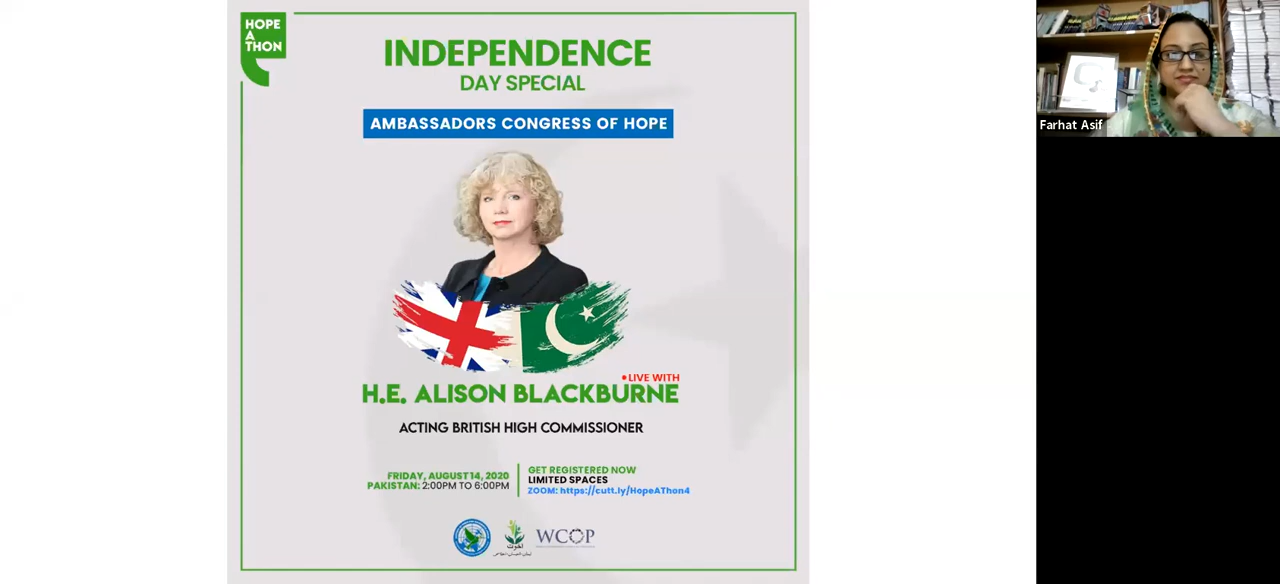 HOPE
A
THON
INDEPENDENCE
DAY SPECIAL
AMBASSADORS CONGRESS OF HOPE
•LIVE WITH
H.E. ALISON BLACKBURNE
ACTING BRITISH HIGH COMMISSIONER
FRIDAY, AUGUST 14, 2020
PAKISTAN: 2:00PM TO 6:00PM
GET REGISTERED NOW
LIMITED SPACES
ZOOM: https://cutt.ly/HopeAThon4
اخوت
WCOP
Farhat Asif